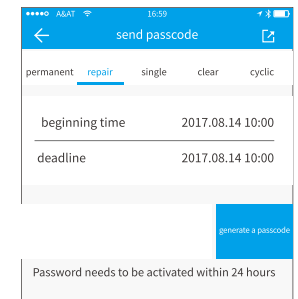 A&AT 16:59
send passcode
permanent repair single clear cyclic
beginning time 2017.08.14 10:00
deadline 2017.08.14 10:00
generate a passcode
Password needs to be activated within 24 hours